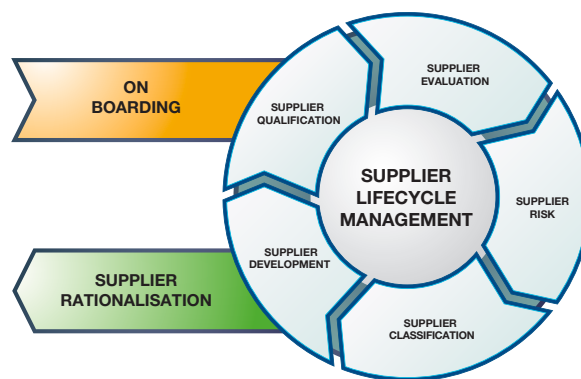 ON
BOARDING
SUPPLIER
QUALIFICATION
SUPPLIER
EVALUATION
SUPPLIER
RISK
SUPPLIER
CLASSIFICATION
SUPPLIER
DEVELOPMENT
SUPPLIER
LIFECYCLE
MANAGEMENT
SUPPLIER
RATIONALISATION